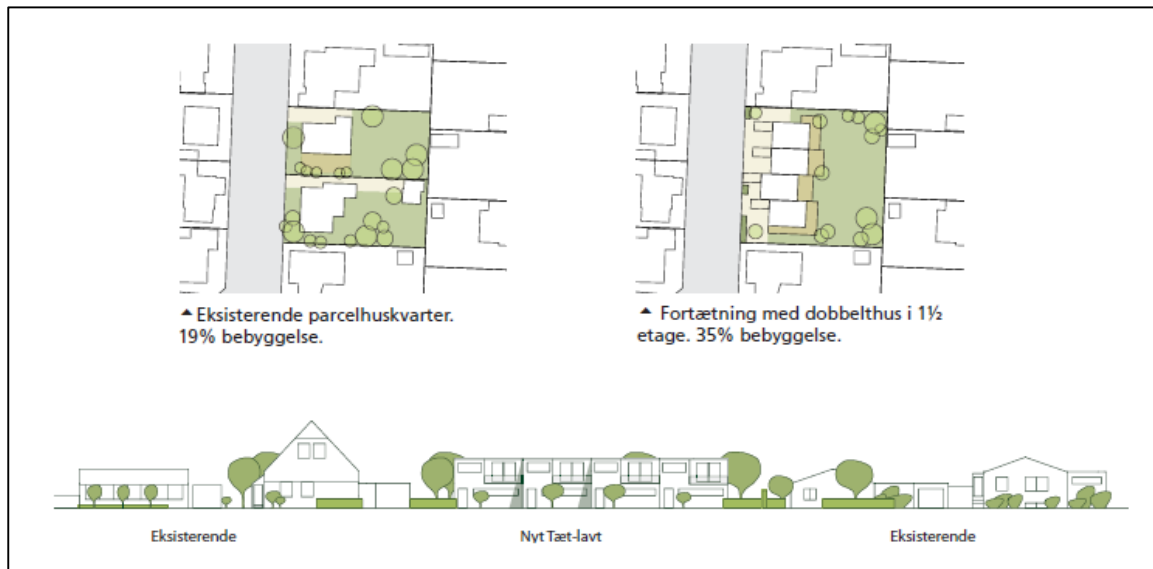 ▲ Eksisterende parcelhuskvarter.
19% bebyggelse.
▲ Fortætning med dobbelthus i 1½
etage. 35% bebyggelse.
Eksisterende
Nyt Tæt-lavt
Eksisterende